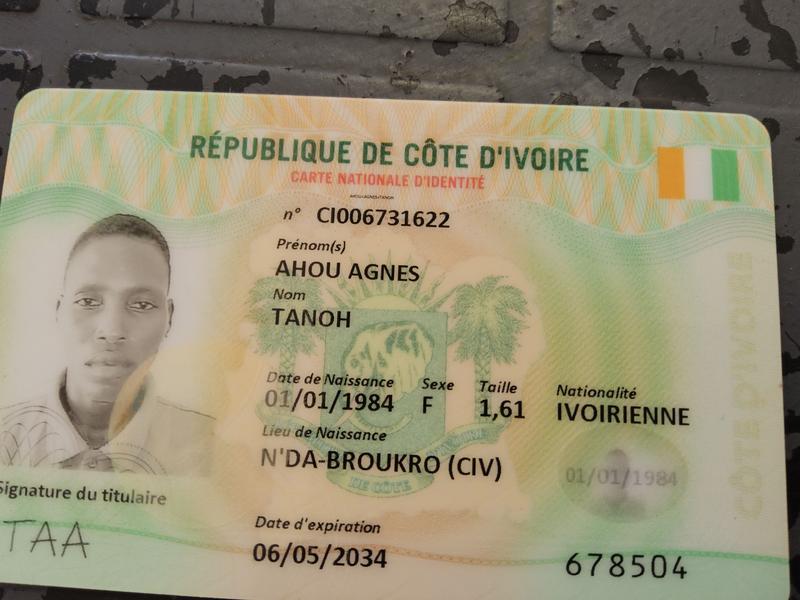 RÉPUBLIQUE DE CÔTE D'IVOIRE
CARTE NATIONALE D'IDENTITÉ
n° CI006731622
Prénom(s)
AHOU AGNES
Nom
TANOH
Date de Naissance Sexe Taille Nationalité
01/01/1984 F 1,61 IVOIRIENNE
Lieu de Naissance
N'DA-BROUKRO (CIV)
01/01/1984
Signature du titulaire
TAA
Date d'expiration
06/05/2034
678504
DE CÔTE